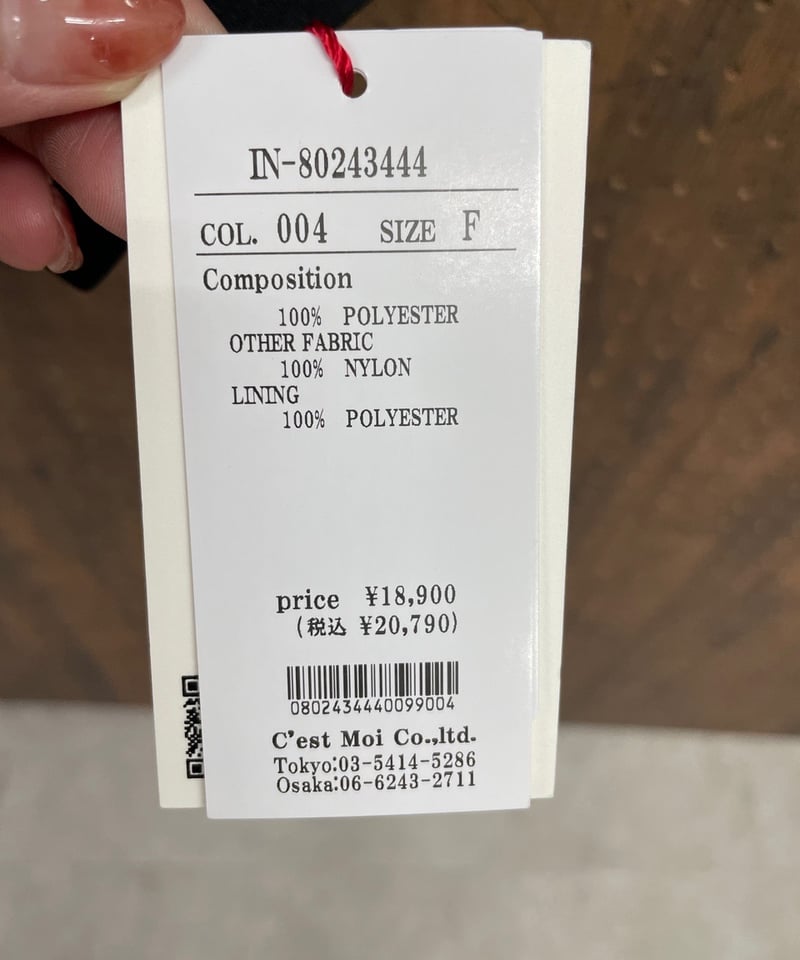 IN-80243444
COL. 004 SIZE F
Composition
100% POLYESTER
OTHER FABRIC
100% NYLON
LINING
100% POLYESTER
price ¥18,900
(税込 ¥20,790)
0802434440099004
C'est Moi Co.,ltd.
Tokyo:03-5414-5286
Osaka:06-6243-2711